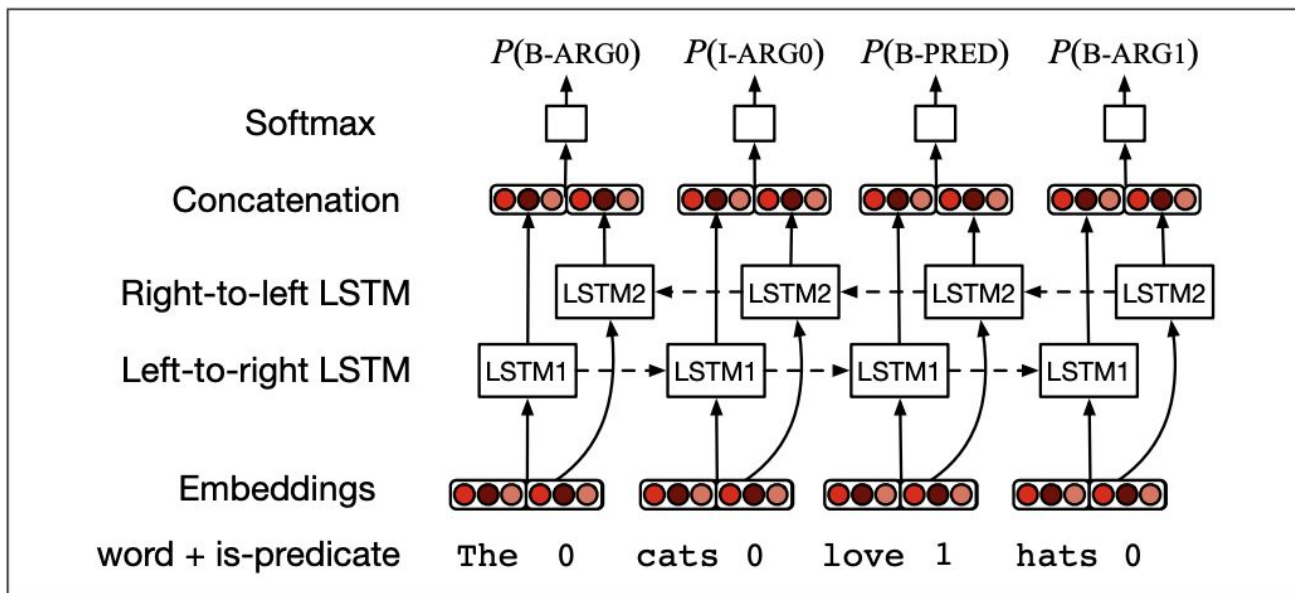 P(B-ARG0) P(I-ARG0) P(B-PRED) P(B-ARG1)
Softmax
Concatenation
Right-to-left LSTM LSTM2 LSTM2 LSTM2 LSTM2
Left-to-right LSTM LSTM1 LSTM1 LSTM1 LSTM1
Embeddings
word + is-predicate The 0 cats 0 love 1 hats 0